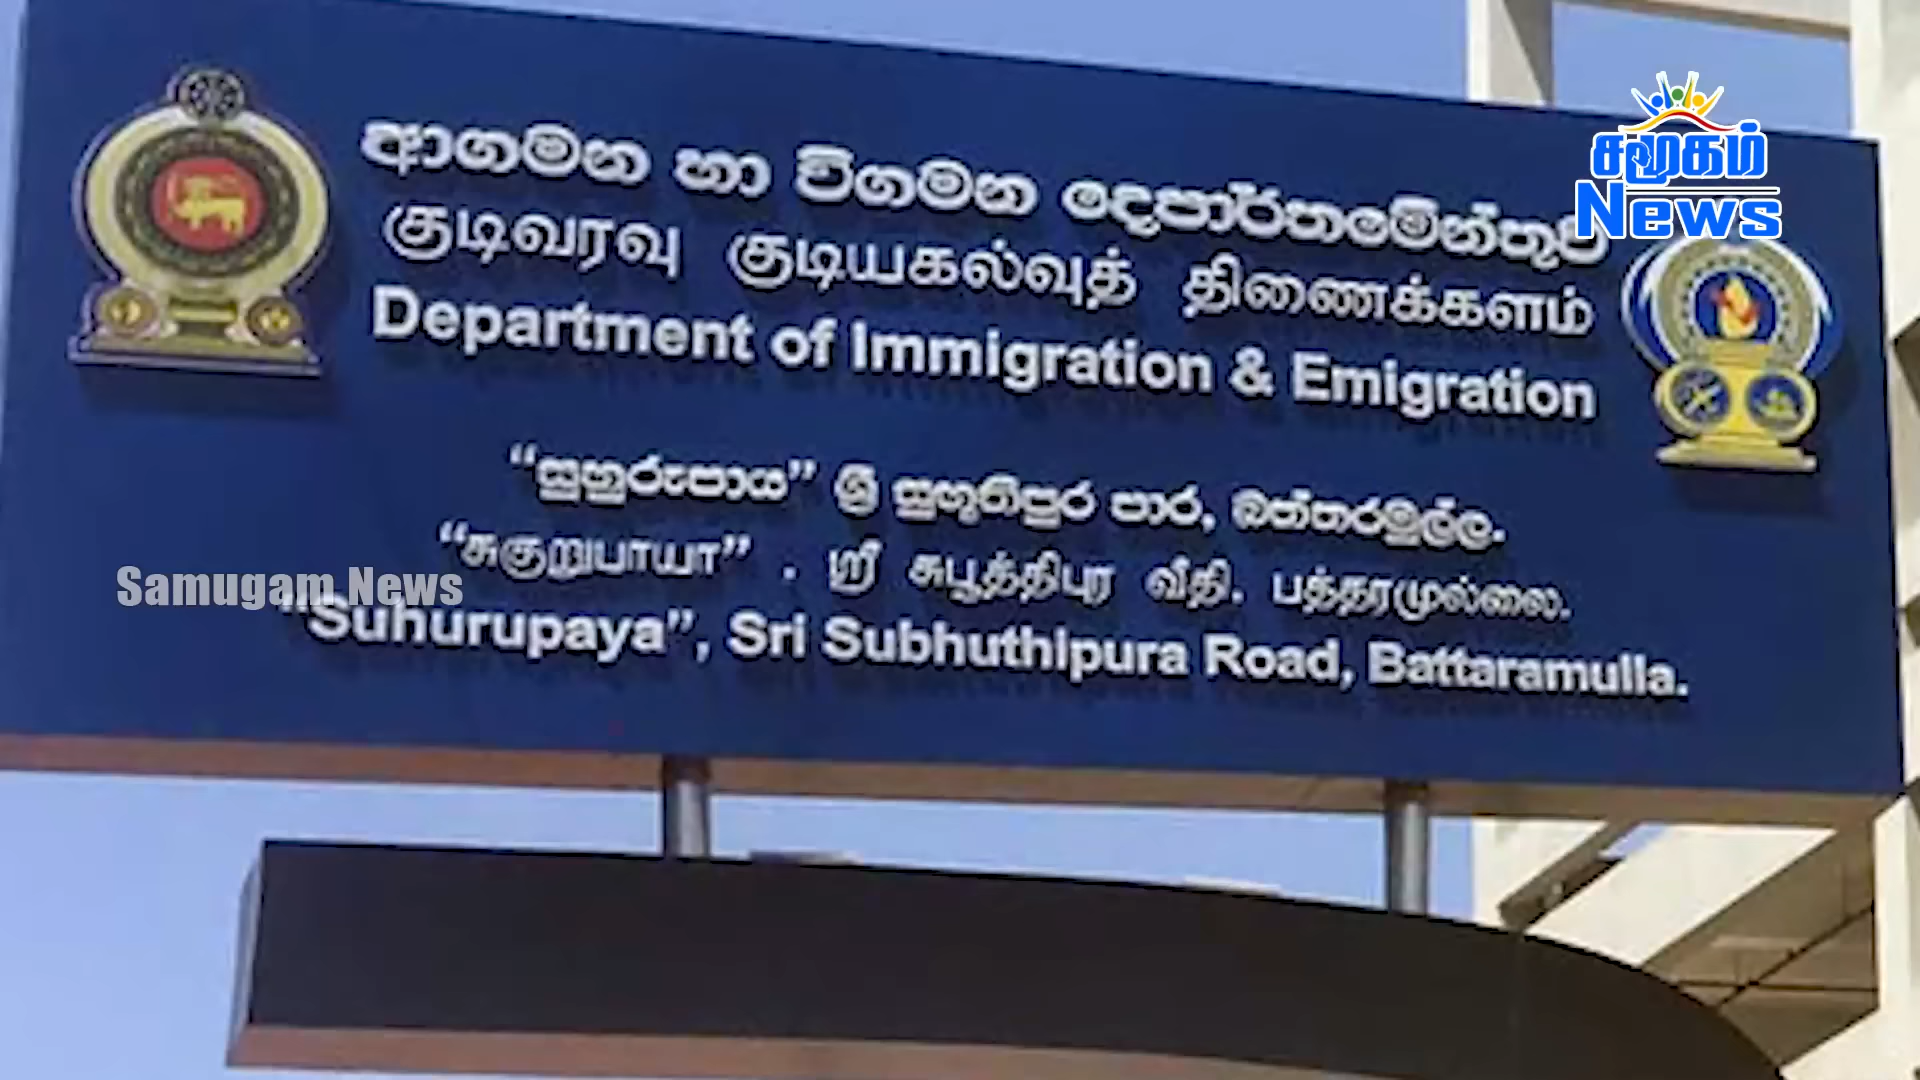 ආගමන හා විගමන දෙපාර්තමේන්තුව
குடிவரவு குடியகல்வுத் திணைக்களம்
Department of Immigration & Emigration
“සුහුරුපාය” ශ්‍රී සුභූතිපුර පාර, බත්තරමුල්ල.
“சுகுறுபாயா” . ஸ்ரீ சுபூத்திபுர வீதி. பத்தரமுல்லை.
“Suhurupaya”, Sri Subhuthipura Road, Battaramulla.
சமூகம்
News
Samugam News